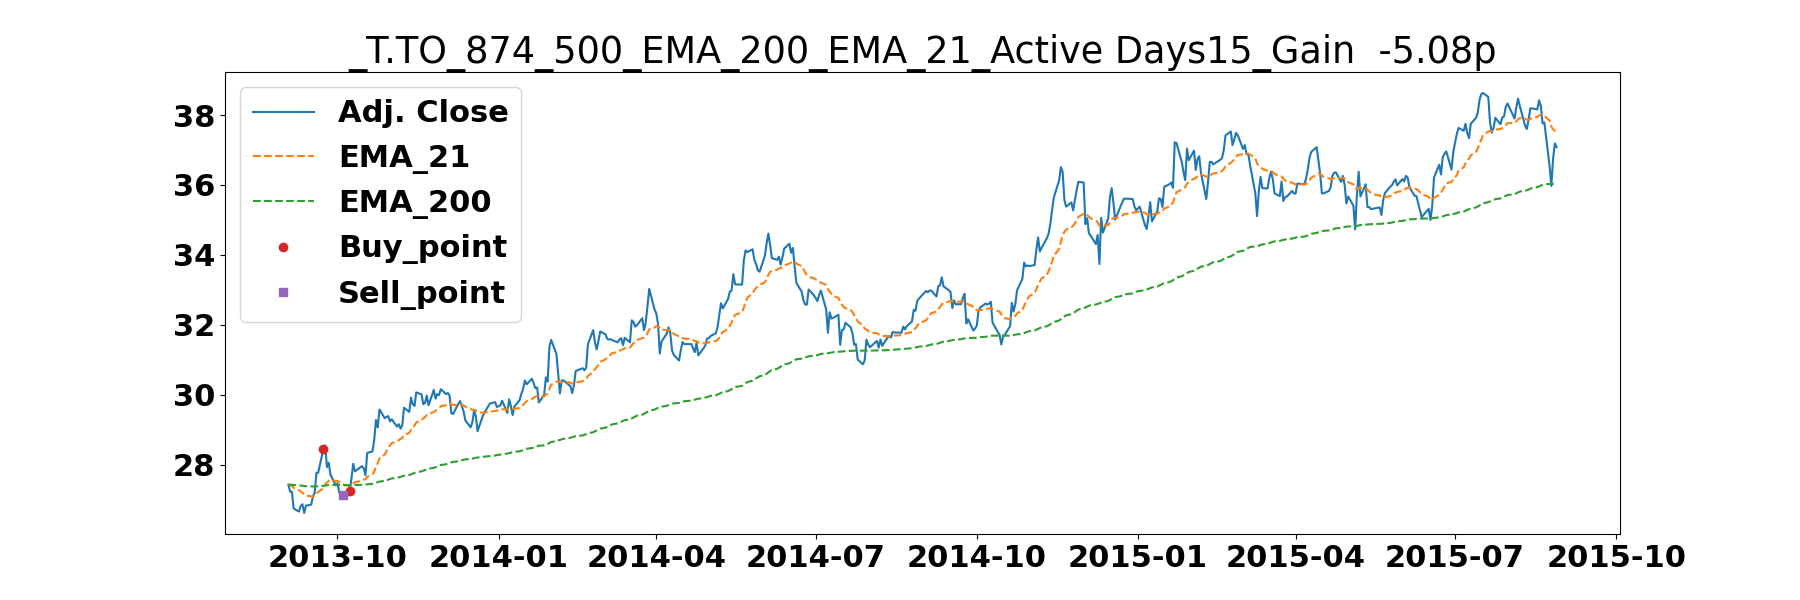 _T.TO_874_500_EMA_200_EMA_21_Active Days15_Gain  -5.08p
Adj. Close
EMA_21
EMA_200
Buy_point
Sell_point
38
36
34
32
30
28
2013-10
2014-01
2014-04
2014-07
2014-10
2015-01
2015-04
2015-07
2015-10